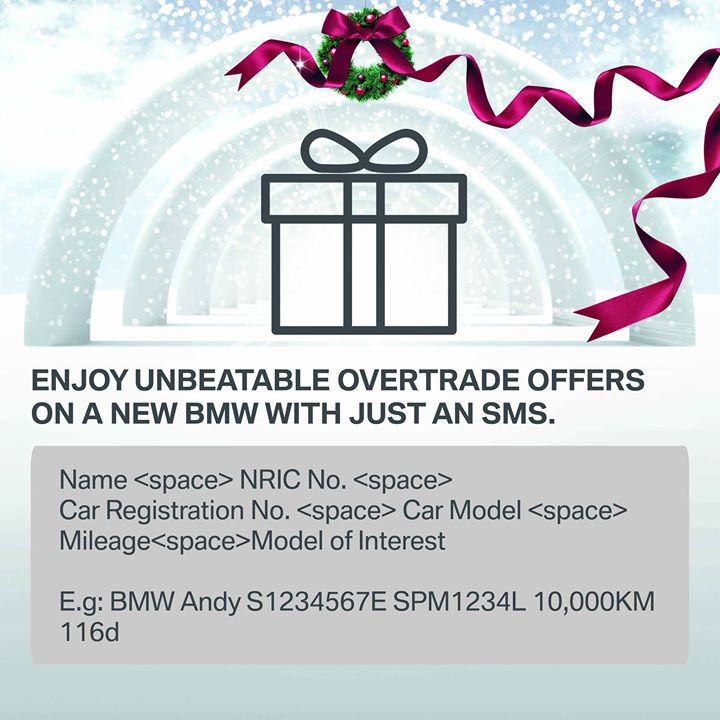 ENJOY UNBEATABLE OVERTRADE OFFERS
ON A NEW BMW WITH JUST AN SMS.
Name <space> NRIC No. <space>
Car Registration No. <space> Car Model <space>
Mileage<space>Model of Interest
E.g: BMW Andy S1234567E SPM1234L 10,000KM
116d